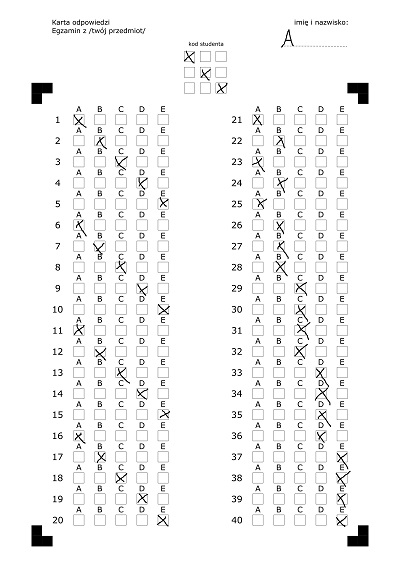 Karta odpowiedzi
Egzamin z /twój przedmiot/
imię i nazwisko:
A
kod studenta
A B C D E
1
A B C D E
2
A B C D E
3
A B C D E
4
A B C D E
5
A B C D E
6
A B C D E
7
A B C D E
8
A B C D E
9
A B C D E
10
A B C D E
11
A B C D E
12
A B C D E
13
A B C D E
14
A B C D E
15
A B C D E
16
A B C D E
17
A B C D E
18
A B C D E
19
A B C D E
20
A B C D E
21
A B C D E
22
A B C D E
23
A B C D E
24
A B C D E
25
A B C D E
26
A B C D E
27
A B C D E
28
A B C D E
29
A B C D E
30
A B C D E
31
A B C D E
32
A B C D E
33
A B C D E
34
A B C D E
35
A B C D E
36
A B C D E
37
A B C D E
38
A B C D E
39
A B C D E
40